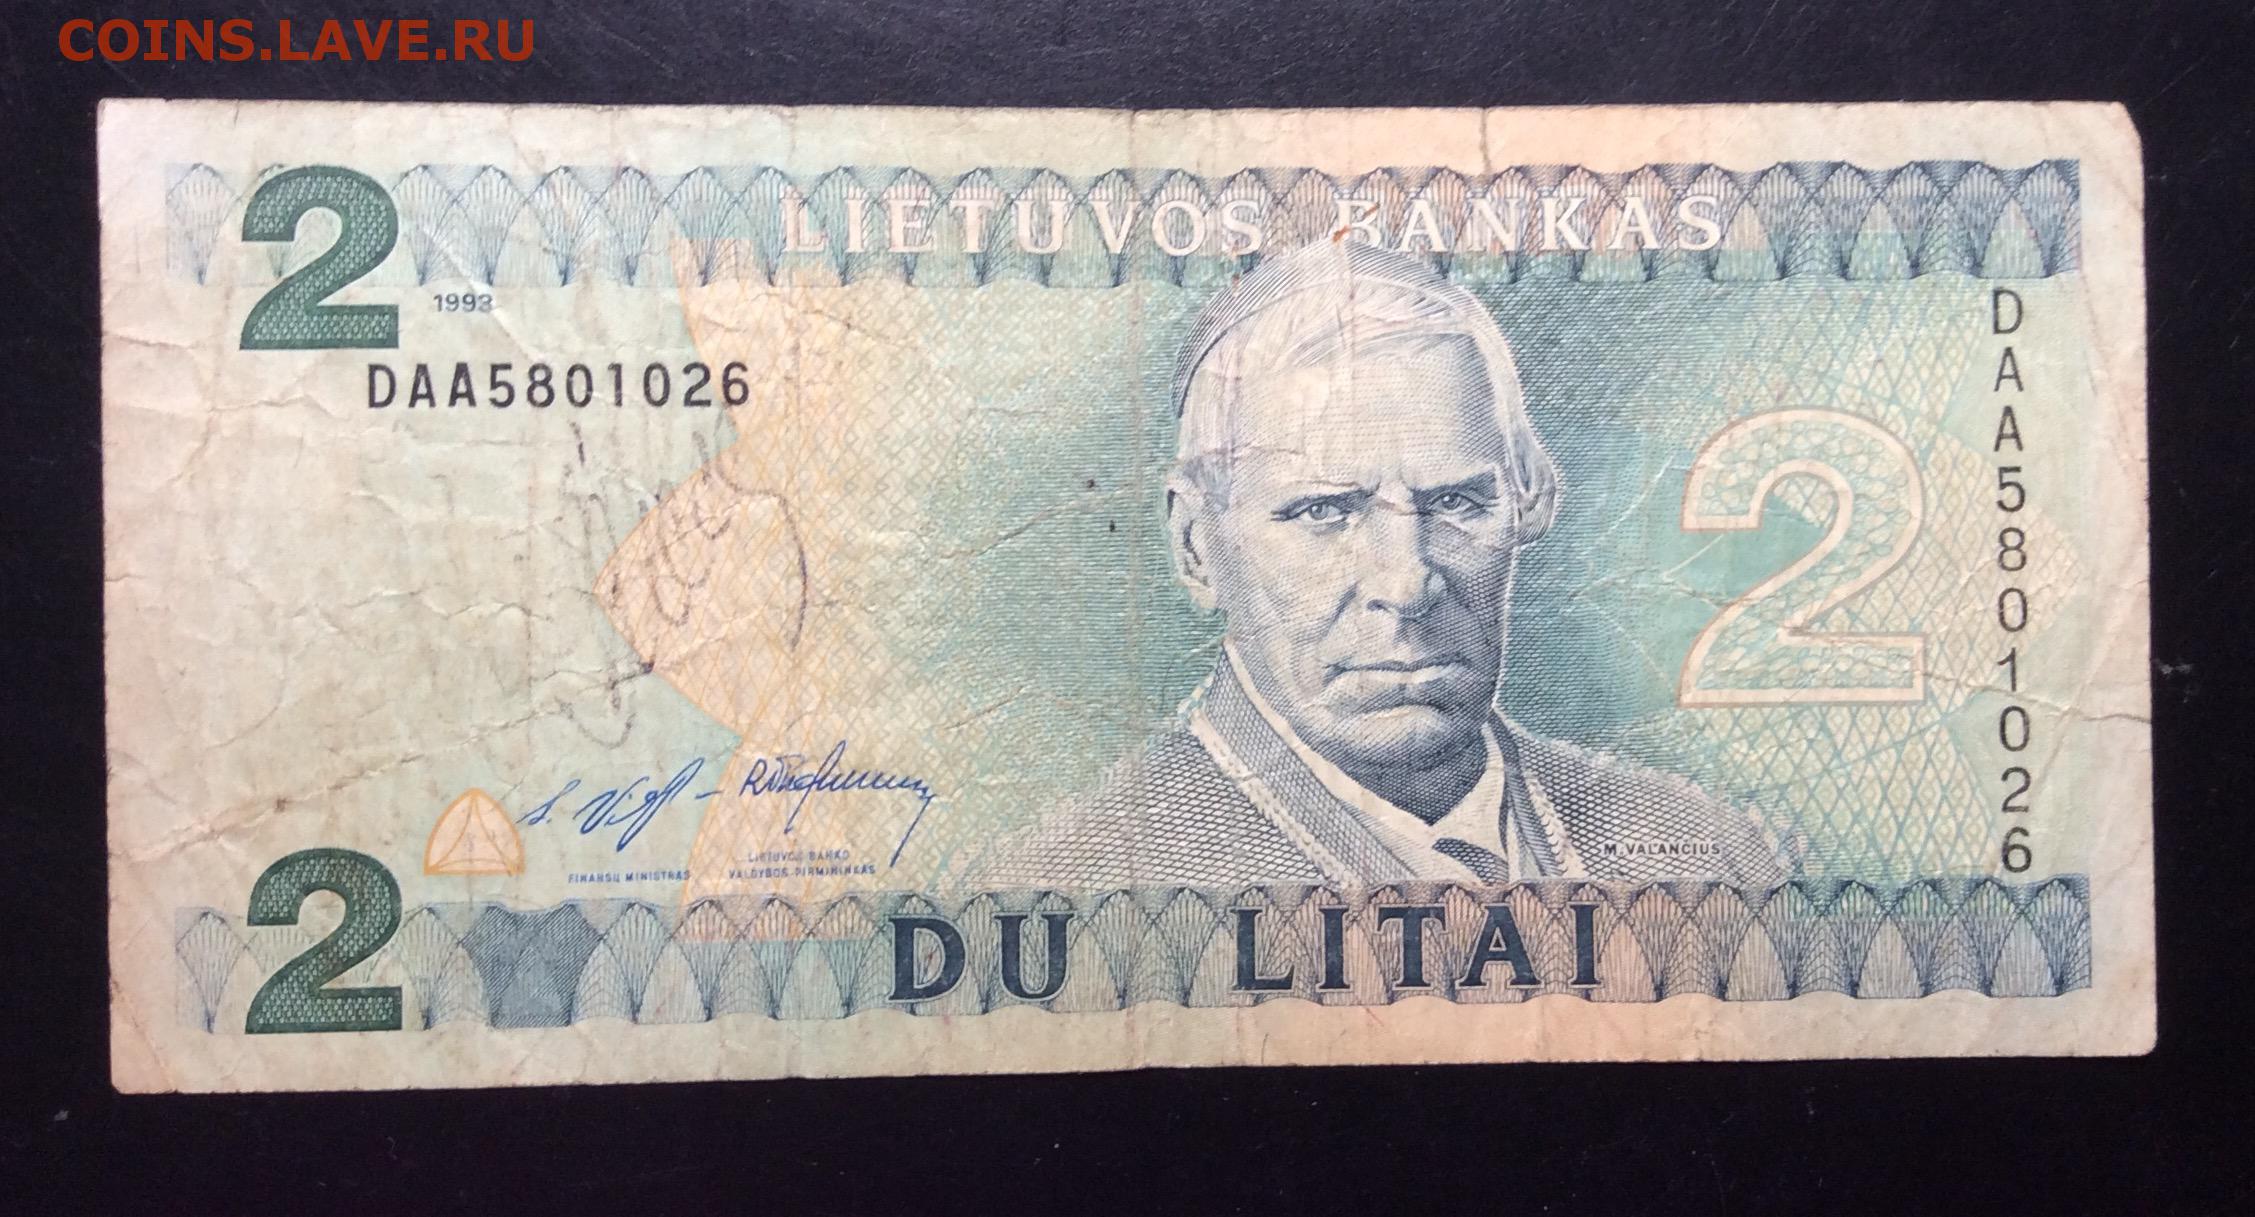 COINS.LAVE.RU
2
LIETUVOS BANKAS
1993
DAA5801026
DAA5801026
2
FINANSŲ MINISTRAS
LIETUVOS BANKO
VALDYBOS PIRMININKAS
M. VALANČIUS
2
DU LITAI